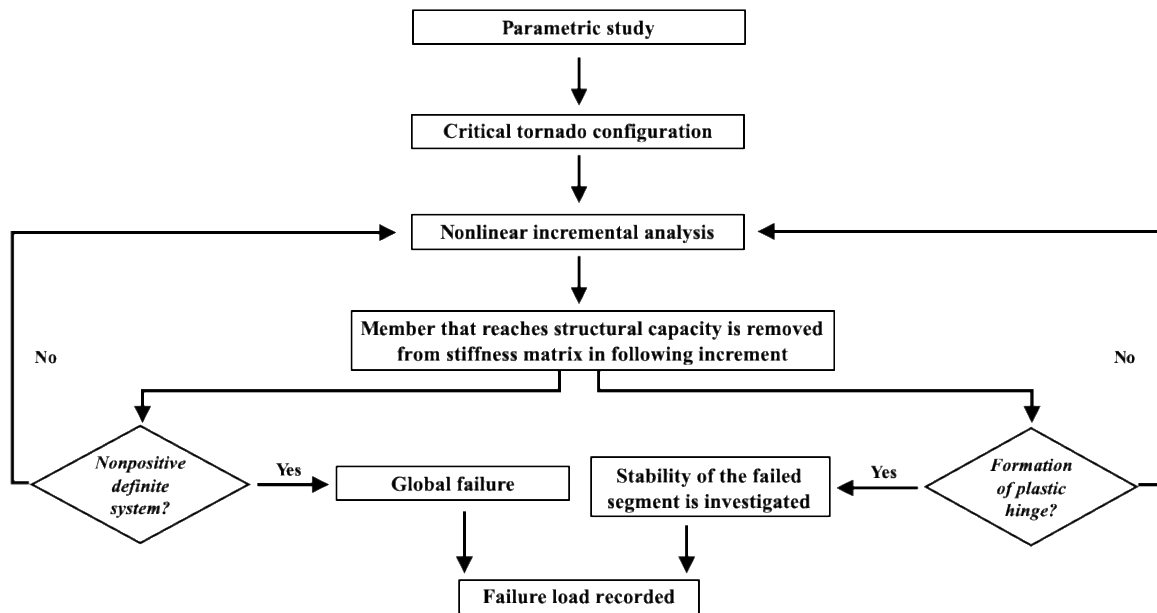 Parametric study
Critical tornado configuration
Nonlinear incremental analysis
Member that reaches structural capacity is removed
from stiffness matrix in following increment
No
No
Nonpositive
definite
system?
Yes
Global failure
Stability of the failed
segment is investigated
Yes
Formation
of plastic
hinge?
Failure load recorded